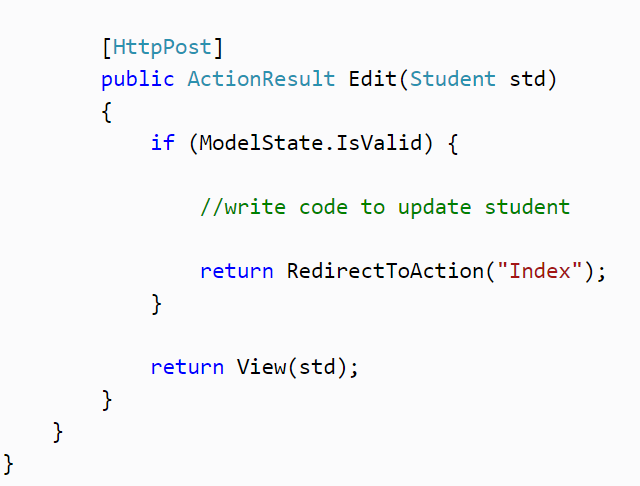 [HttpPost]
public ActionResult Edit(Student std)
{
if (ModelState.IsValid) {
//write code to update student
return RedirectToAction("Index");
}
return View(std);
}
}
}